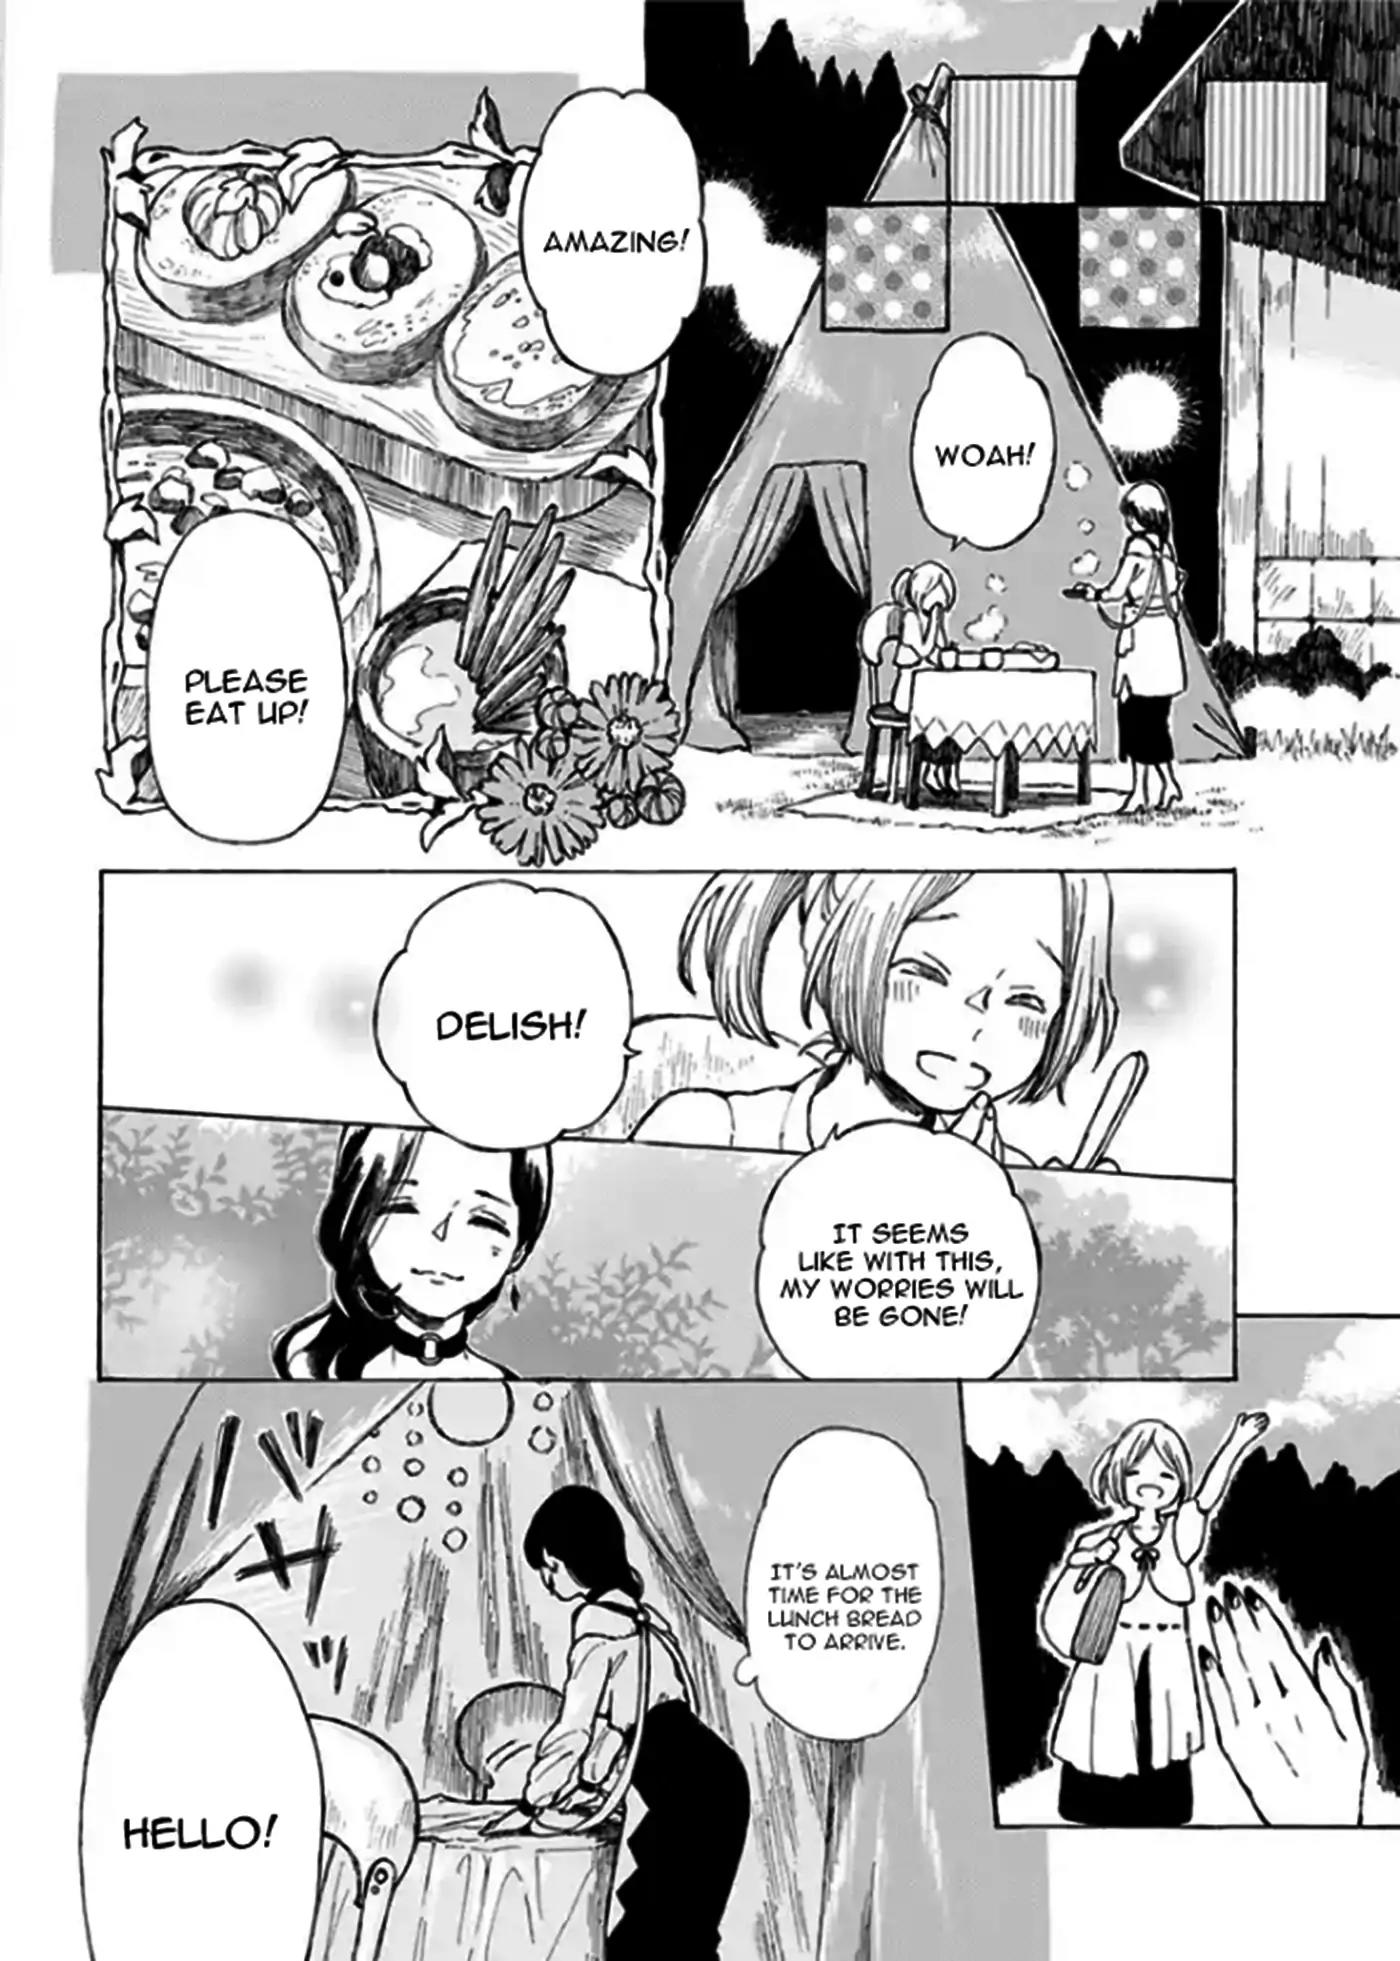 WOAH!
AMAZING!
PLEASE
EAT UP!
DELISH!
IT SEEMS
LIKE WITH THIS,
MY WORRIES WILL
BE GONE!
IT'S ALMOST
TIME FOR THE
LUNCH BREAD
TO ARRIVE.
HELLO!